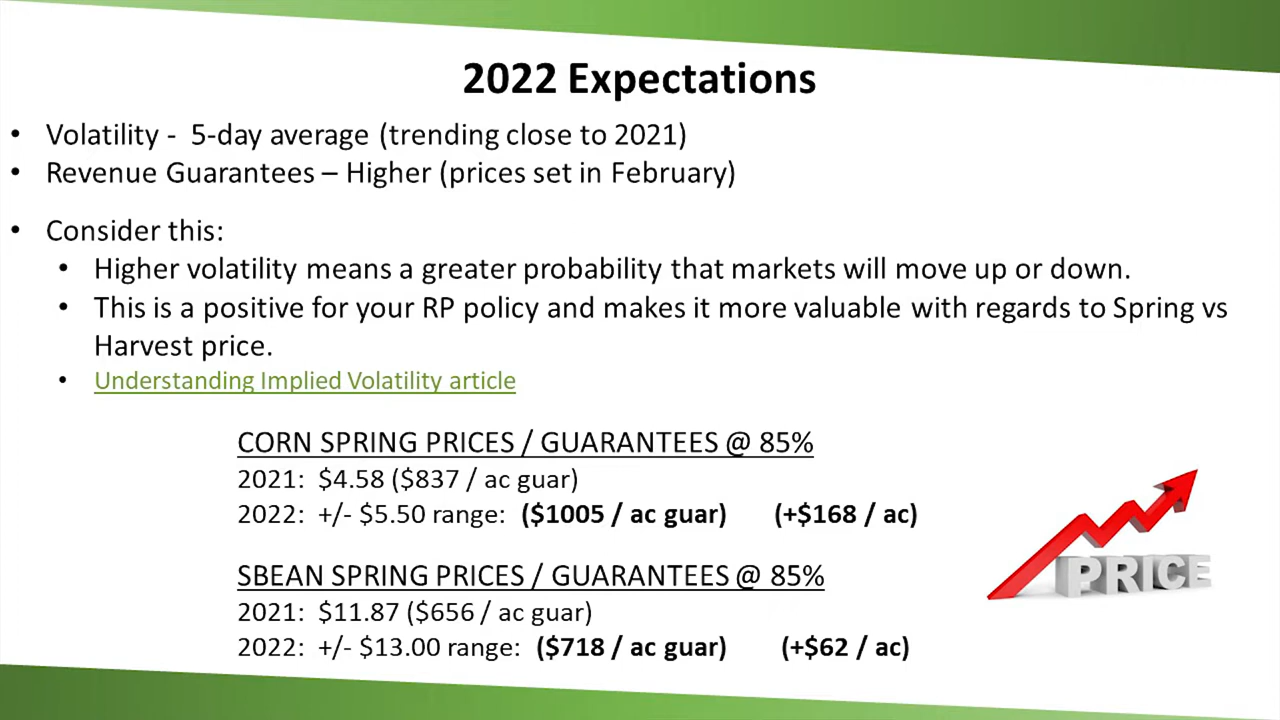 2022 Expectations
• Volatility - 5-day average (trending close to 2021)
• Revenue Guarantees – Higher (prices set in February)
• Consider this:
• Higher volatility means a greater probability that markets will move up or down.
• This is a positive for your RP policy and makes it more valuable with regards to Spring vs
Harvest price.
• Understanding Implied Volatility article
CORN SPRING PRICES / GUARANTEES @ 85%
2021: $4.58 ($837 / ac guar)
2022: +/- $5.50 range: ($1005 / ac guar) (+$168 / ac)
SBEAN SPRING PRICES / GUARANTEES @ 85%
2021: $11.87 ($656 / ac guar)
2022: +/- $13.00 range: ($718 / ac guar) (+$62 / ac)
PRICE